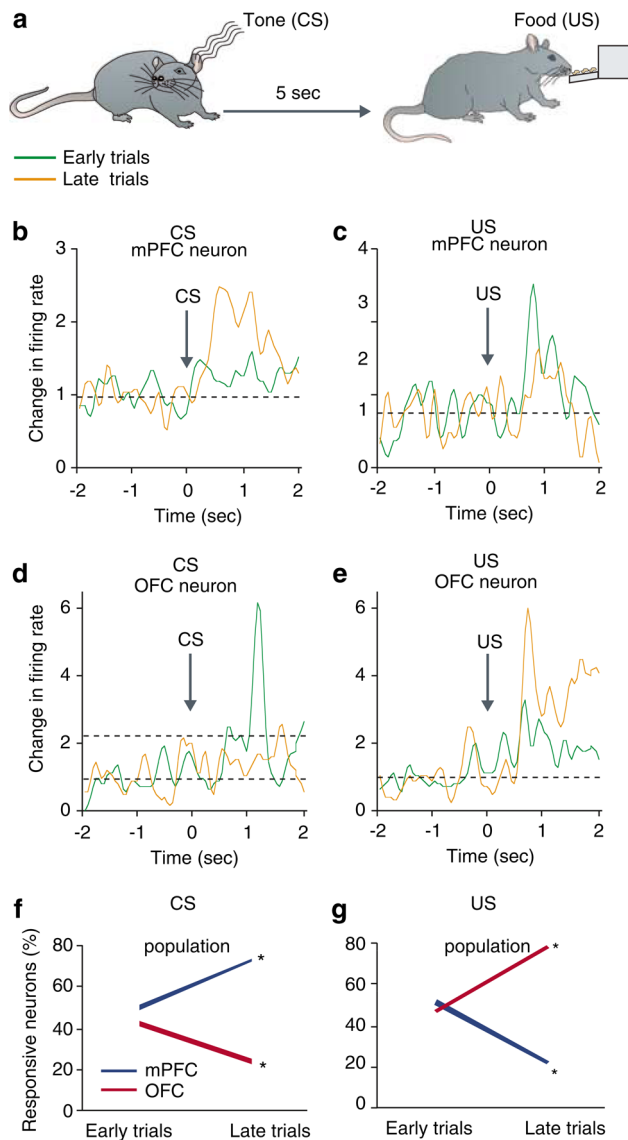 a
Tone (CS)
Food (US)
5 sec
Early trials
Late trials
b
CS
mPFC neuron
3
2
1
0
Change in firing rate
CS
-2 -1 0 1 2
Time (sec)
c
US
mPFC neuron
4
3
2
1
0
US
-2 -1 0 1 2
Time (sec)
d
CS
OFC neuron
6
4
2
0
Change in firing rate
CS
-2 -1 0 1 2
Time (sec)
e
US
OFC neuron
6
4
2
1
0
US
-2 -1 0 1 2
Time (sec)
f
CS
population
80
60
40
20
0
Responsive neurons (%)
*
*
mPFC
OFC
Early trials Late trials
g
US
population
80
60
40
20
0
*
*
Early trials Late trials